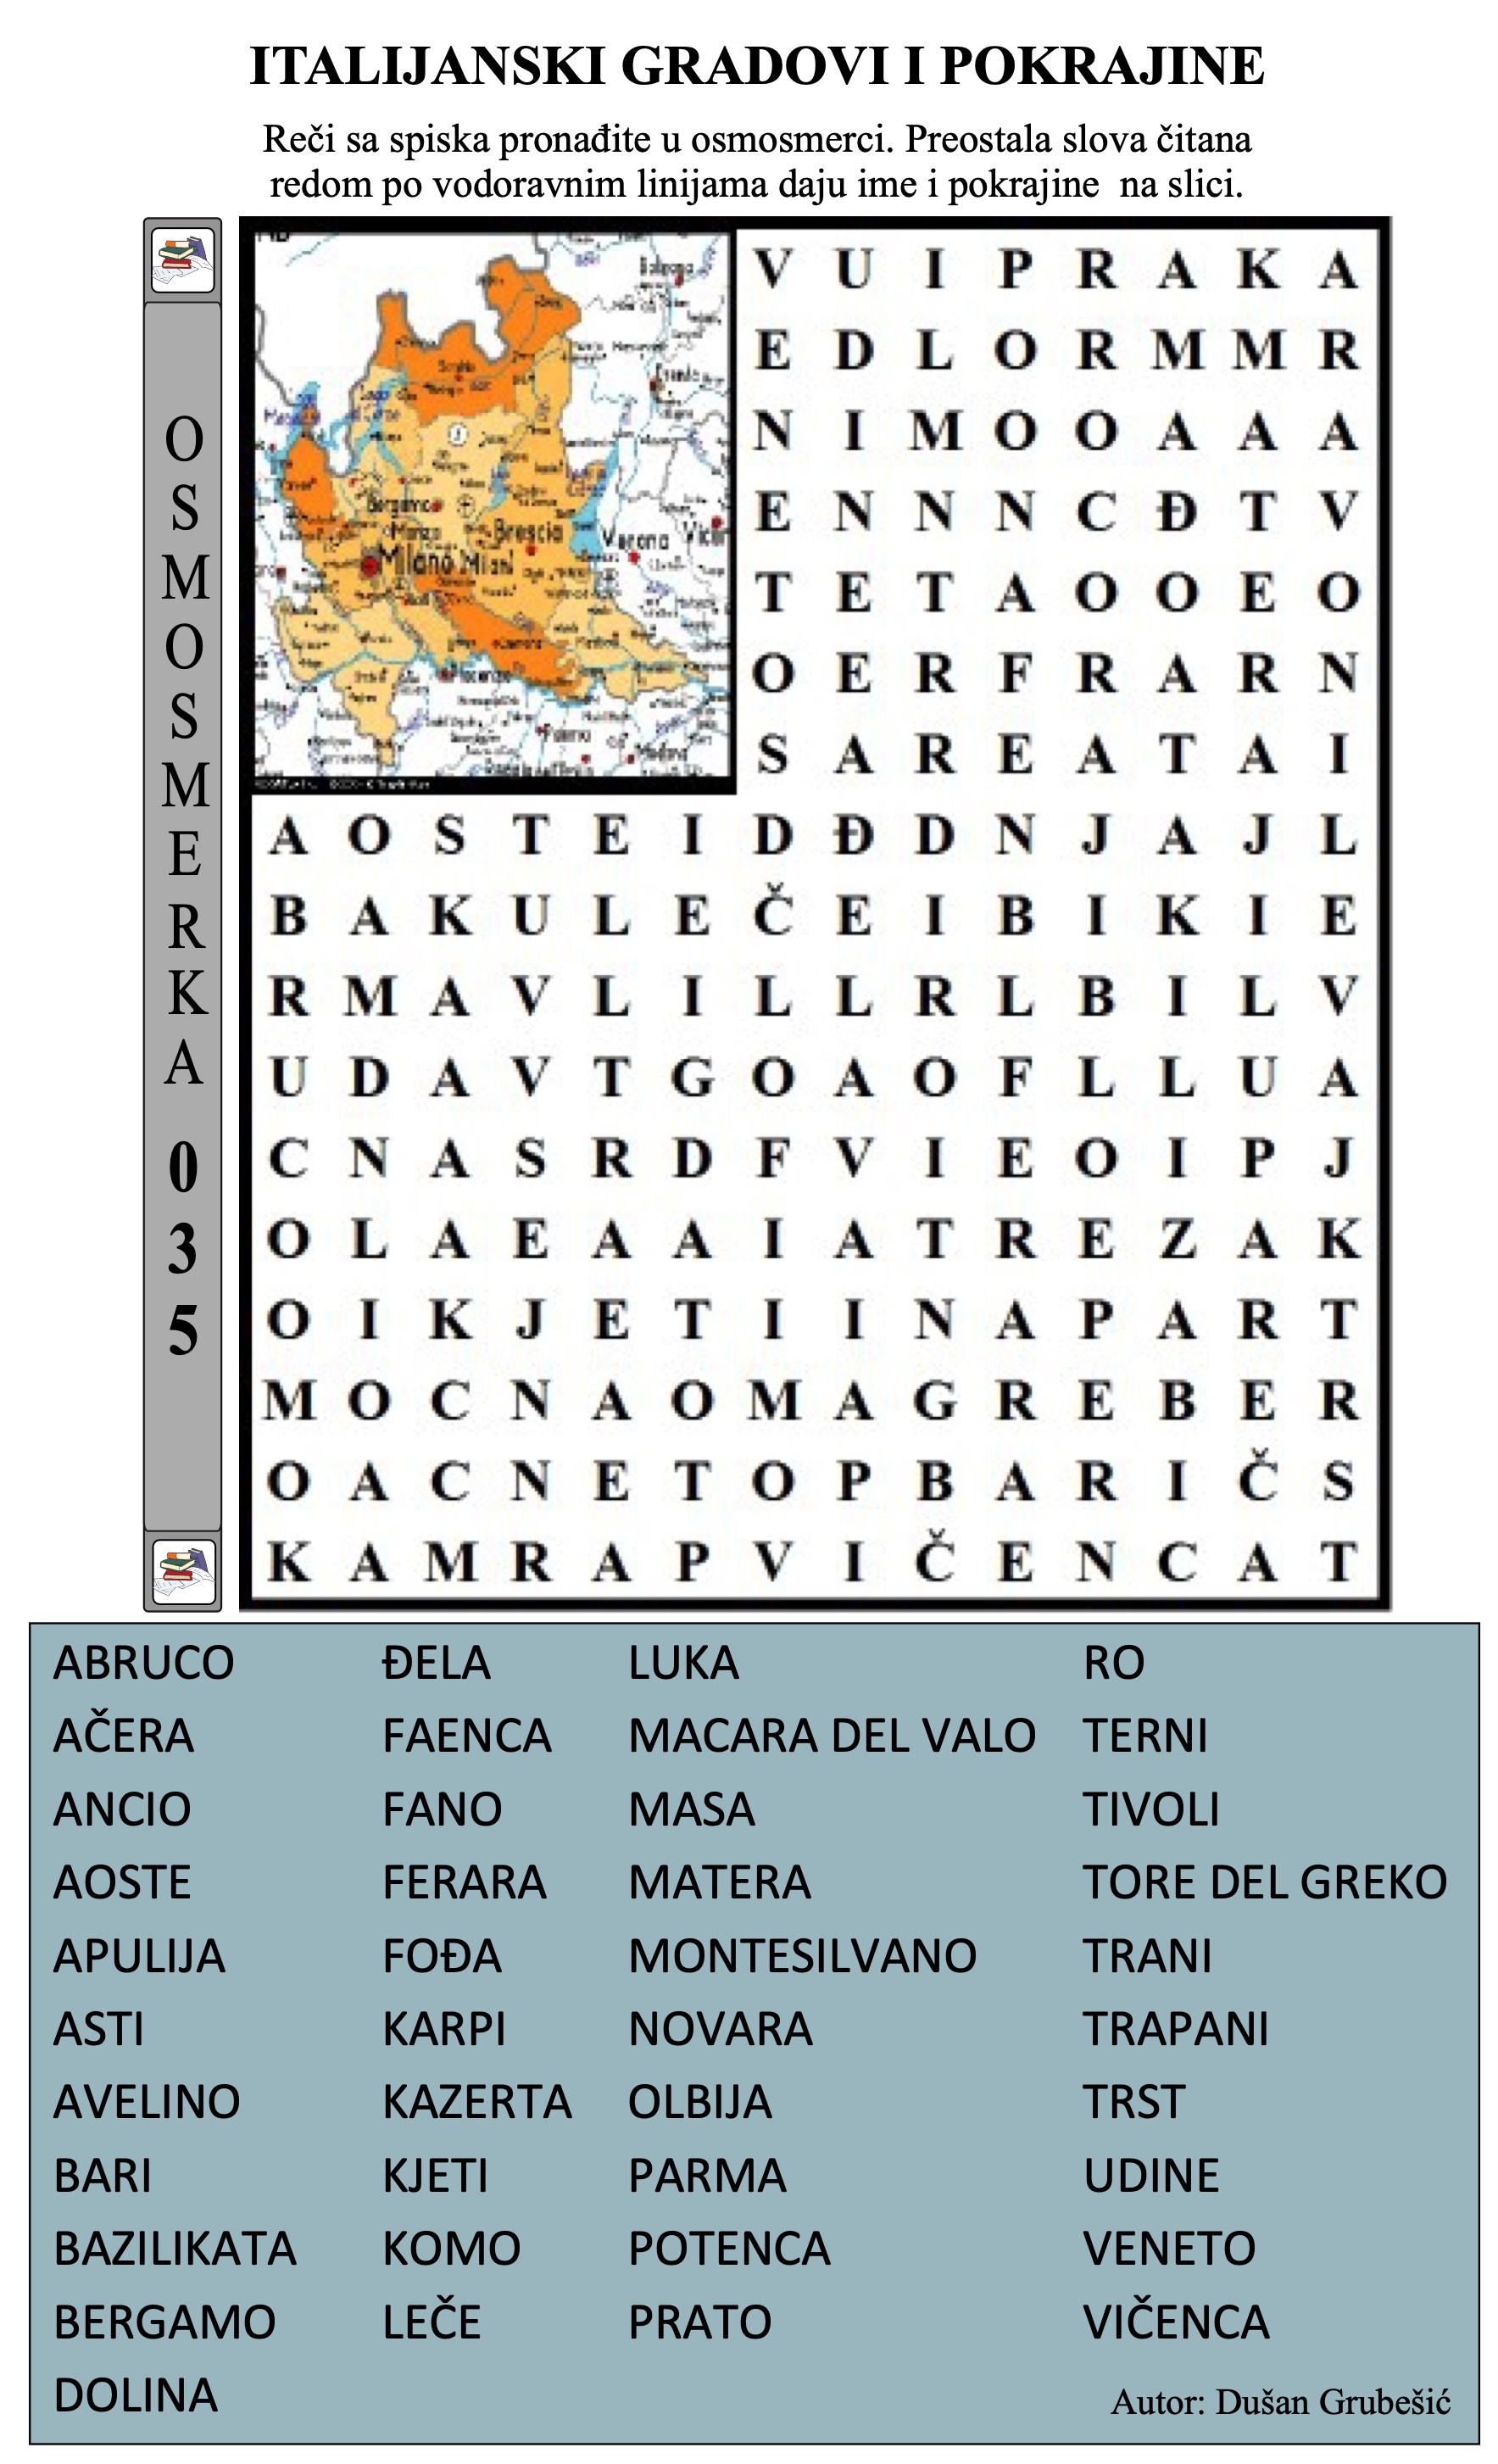 ITALIJANSKI GRADOVI I POKRAJINE
Reči sa spiska pronađite u osmosmerci. Preostala slova čitana
redom po vodoravnim linijama daju ime i pokrajine na slici.
OSMOSMERKA 035
Bergamo
Monza
Brescia
Verona
Milano
V U I P R A K A
E D L O R M M R
N I M O O A A A
E N N N C Đ T V
T E T A O O E O
O E R F R A R N
S A R E A T A I
A O S T E I D Đ D N J A J L
B A K U L E Č E I B I K I E
R M A V L I L L R L B I L V
U D A V T G O A O F L L U A
C N A S R D F V I E O I P J
O L A E A A I A T R E Z A K
O I K J E T I I N A P A R T
M O C N A O M A G R E B E R
O A C N E T O P B A R I Č S
K A M R A P V I Č E N C A T
ABRUCO
AČERA
ANCIO
AOSTE
APULIJA
ASTI
AVELINO
BARI
BAZILIKATA
BERGAMO
DOLINA
ĐELA
FAENCA
FANO
FERARA
FOĐA
KARPI
KAZERTA
KJETI
KOMO
LEČE
LUKA
MACARA DEL VALO
MASA
MATERA
MONTESILVANO
NOVARA
OLBIJA
PARMA
POTENCA
PRATO
RO
TERNI
TIVOLI
TORE DEL GREKO
TRANI
TRAPANI
TRST
UDINE
VENETO
VIČENCA
Autor: Dušan Grubešić